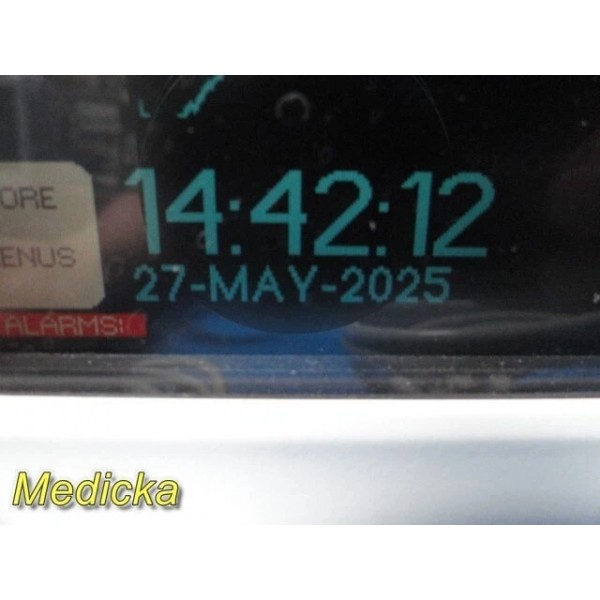 ORE
ENUS
14:42:12
27-MAY-2025
ALARMS:
Medicka